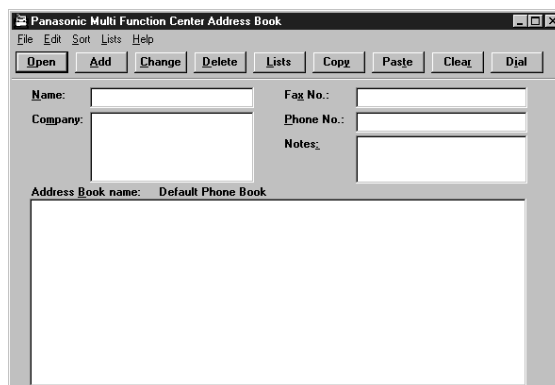 Panasonic Multi Function Center Address Book
File Edit Sort Lists Help
Open Add Change Delete Lists Copy Paste Clear Dial
Name: Fax No.:
Company: Phone No.:
Notes:
Address Book name: Default Phone Book